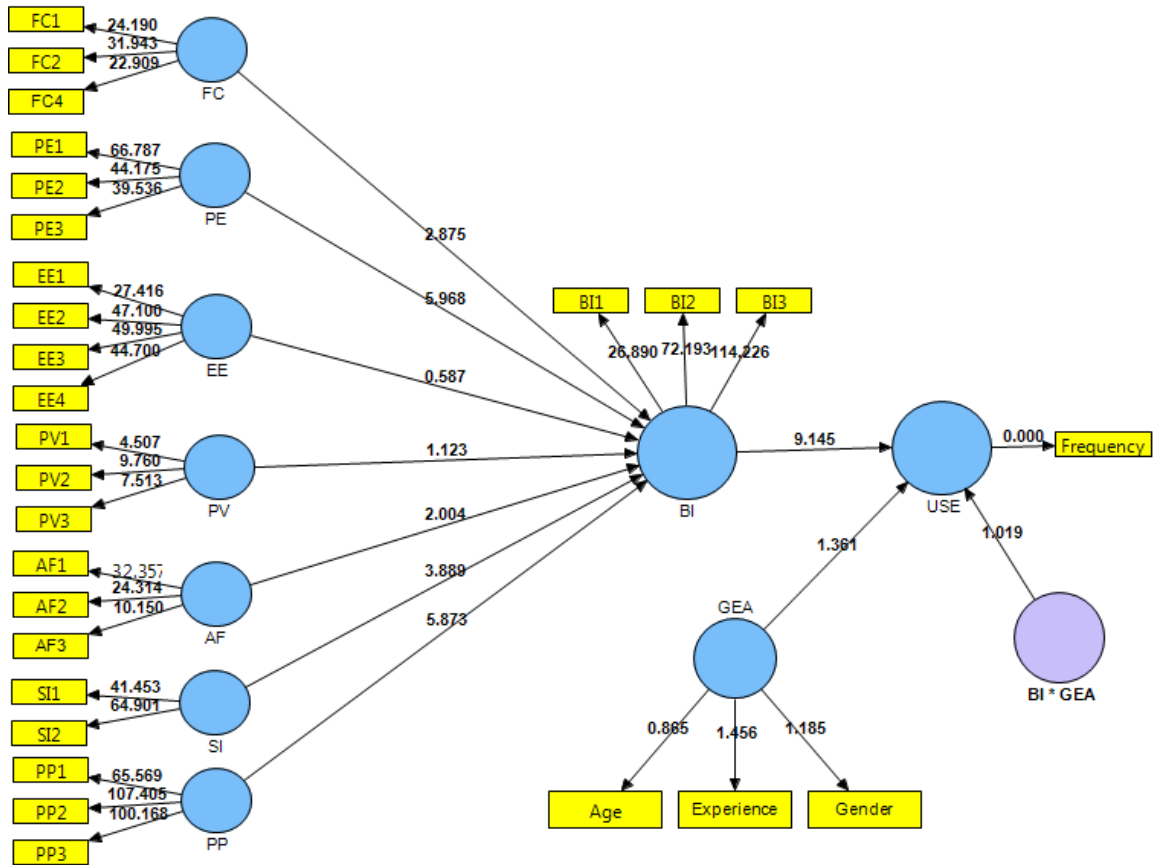 FC1
24.190
FC2
31.943
22.909
FC4
FC
PE1
66.787
PE2
44.175
39.536
PE3
PE
2.875
5.968
EE1
27.416
EE2
47.100
EE3
49.995
44.700
EE4
EE
0.587
BI1
BI2
BI3
26.890
72.193
114.226
PV1
4.507
PV2
9.760
7.513
PV3
PV
1.123
BI
9.145
USE
0.000
Frequency
AF1
32.357
AF2
24.314
10.150
AF3
AF
2.004
3.889
5.873
1.361
1.019
GEA
BI * GEA
SI1
41.453
SI2
64.901
SI
0.865
1.456
1.185
Age
Experience
Gender
PP1
65.569
PP2
107.405
100.168
PP3
PP